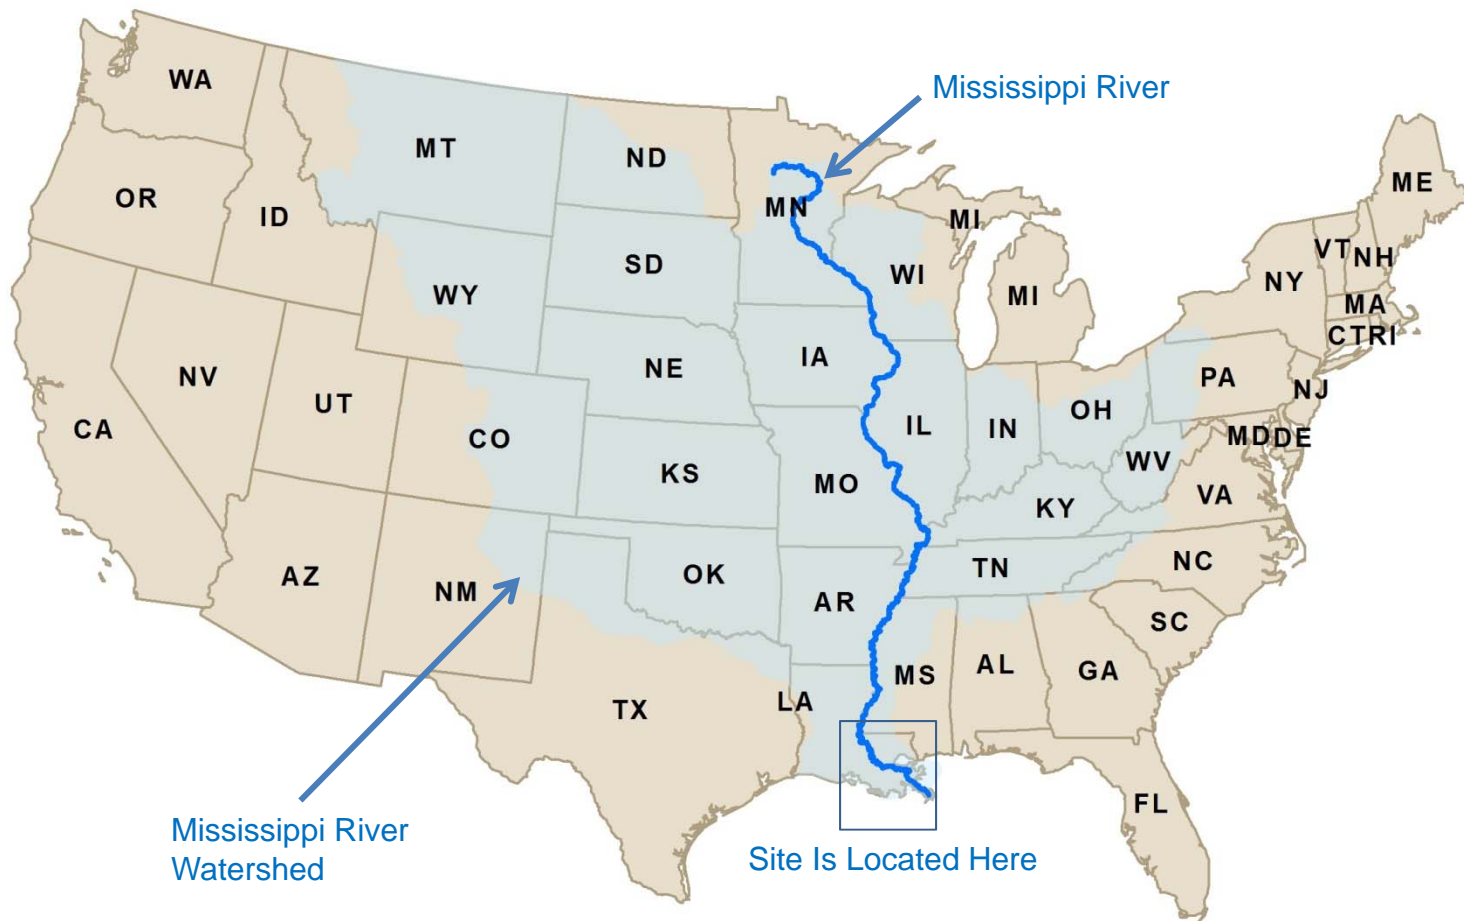 Mississippi River
WA
MT
ND
MN
OR
ID
SD
WY
WI
MI
MI
ME
VT
NH
NY
MA
CT
RI
NV
UT
CA
CO
NE
IA
IL
IN
OH
PA
NJ
MD
DE
WV
VA
KS
MO
KY
AZ
NM
OK
AR
TN
NC
SC
TX
LA
MS
AL
GA
FL
Mississippi River
Watershed
Site Is Located Here